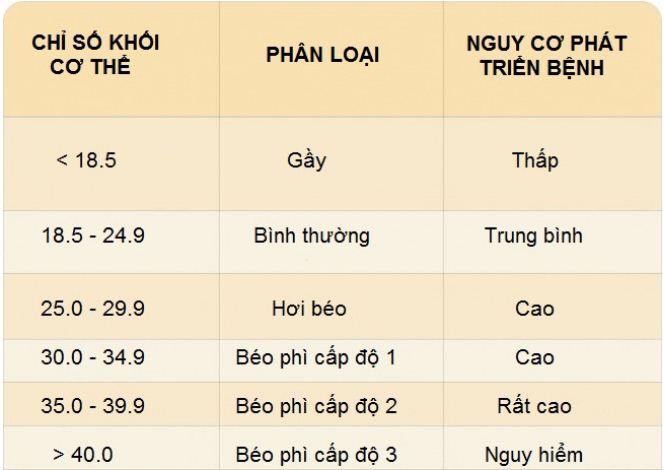 CHỈ SỐ KHỐI
CƠ THỂ
PHÂN LOẠI
NGUY CƠ PHÁT
TRIỂN BỆNH
< 18.5 Gầy Thấp
18.5 - 24.9 Bình thường Trung bình
25.0 - 29.9 Hơi béo Cao
30.0 - 34.9 Béo phì cấp độ 1 Cao
35.0 - 39.9 Béo phì cấp độ 2 Rất cao
> 40.0 Béo phì cấp độ 3 Nguy hiểm